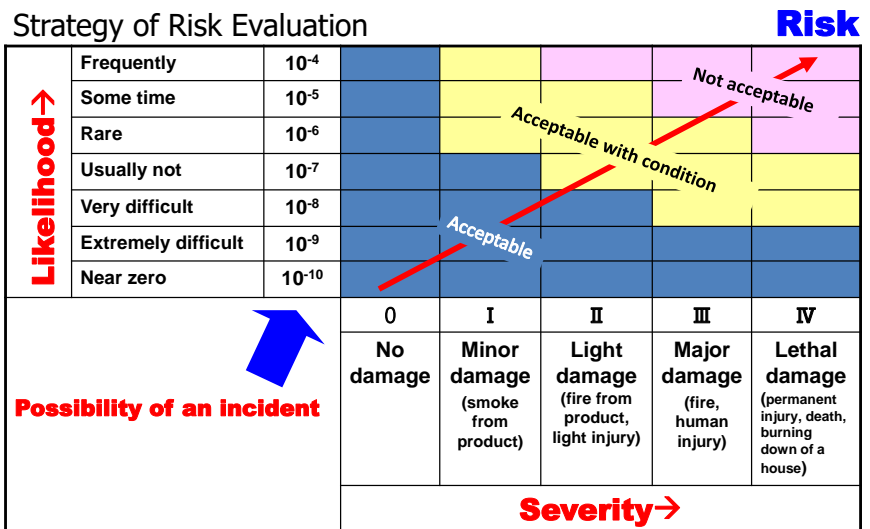 Strategy of Risk Evaluation
Risk
Likelihood→
Frequently 10⁻⁴
Some time 10⁻⁵
Rare 10⁻⁶
Usually not 10⁻⁷
Very difficult 10⁻⁸
Extremely difficult 10⁻⁹
Near zero 10⁻¹⁰
Not acceptable
Acceptable with condition
Acceptable
0 Ⅰ Ⅱ Ⅲ Ⅳ
No
damage
Minor
damage
(smoke
from
product)
Light
damage
(fire from
product,
light injury)
Major
damage
(fire,
human
injury)
Lethal
damage
(permanent
injury, death,
burning
down of a
house)
Possibility of an incident
Severity→